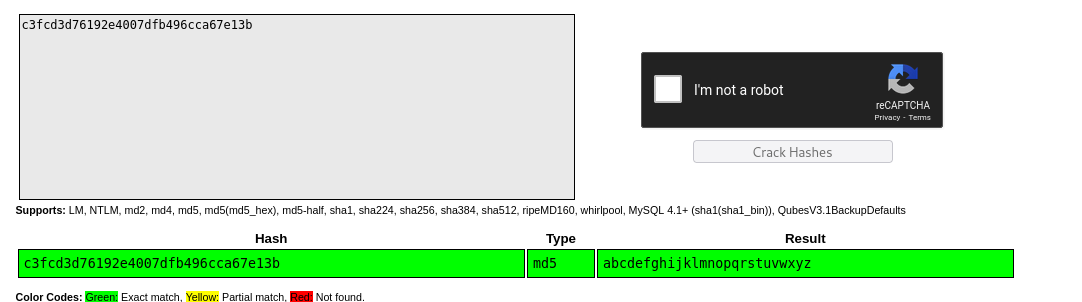 c3fcd3d76192e4007dfb496cca67e13b
I'm not a robot
reCAPTCHA
Privacy - Terms
Crack Hashes
Supports: LM, NTLM, md2, md4, md5, md5(md5_hex), md5-half, sha1, sha224, sha256, sha384, sha512, ripeMD160, whirlpool, MySQL 4.1+ (sha1(sha1_bin)), QubesV3.1BackupDefaults
Hash Type Result
c3fcd3d76192e4007dfb496cca67e13b md5 abcdefghijklmnopqrstuvwxyz
Color Codes: Green: Exact match, Yellow: Partial match, Red: Not found.